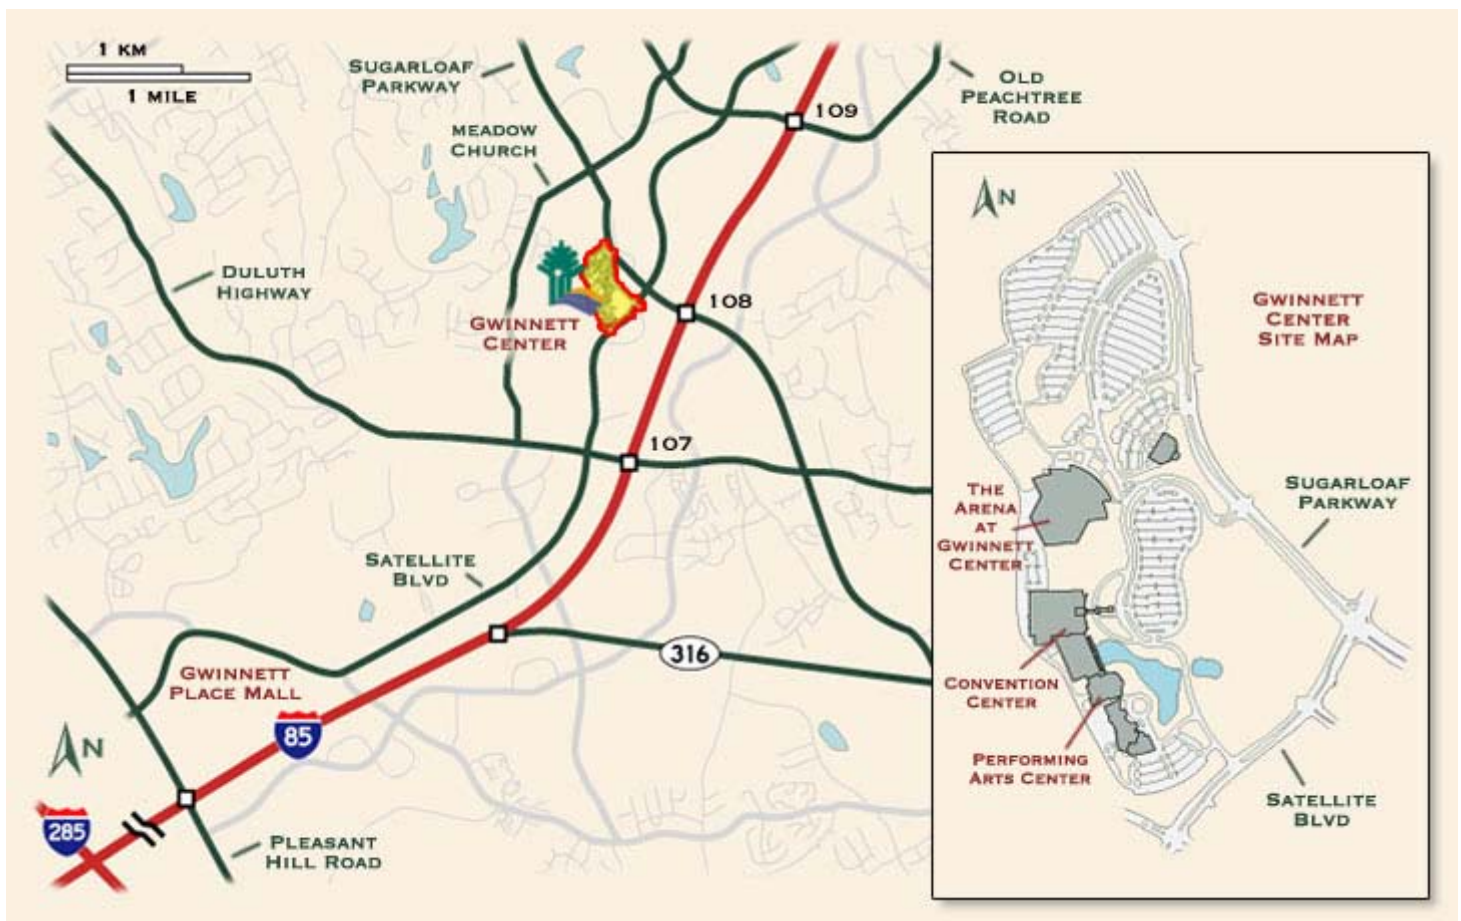 1 KM
1 MILE
SUGARLOAF
PARKWAY
MEADOW
CHURCH
109
OLD
PEACHTREE
ROAD
DULUTH
HIGHWAY
108
GWINNETT
CENTER
107
SATELLITE
BLVD
316
GWINNETT
PLACE MALL
85
N
285
PLEASANT
HILL ROAD
N
GWINNETT
CENTER
SITE MAP
SUGARLOAF
PARKWAY
THE
ARENA
AT
GWINNETT
CENTER
CONVENTION
CENTER
PERFORMING
ARTS CENTER
SATELLITE
BLVD